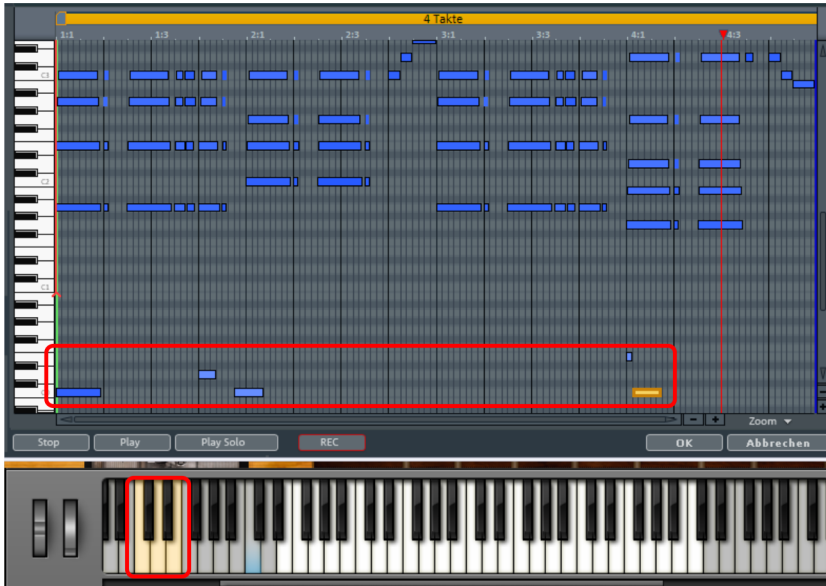 4 Takte
1:1 1:3 2:1 2:3 3:1 3:3 4:1 4:3
C3
C2
C1
Zoom
Stop Play Play Solo REC OK Abbrechen